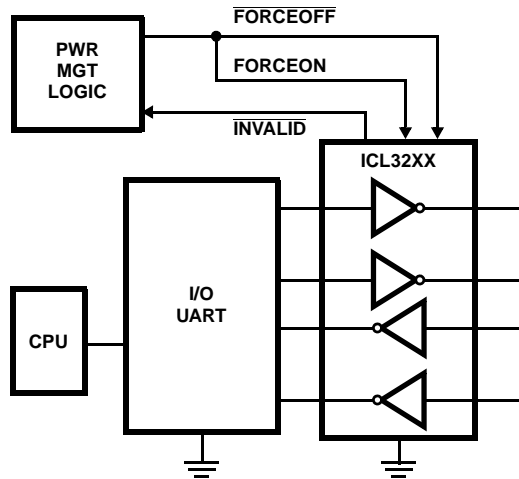 FORCEOFF
PWR
MGT
LOGIC
FORCEON
INVALID
ICL32XX
I/O
UART
CPU